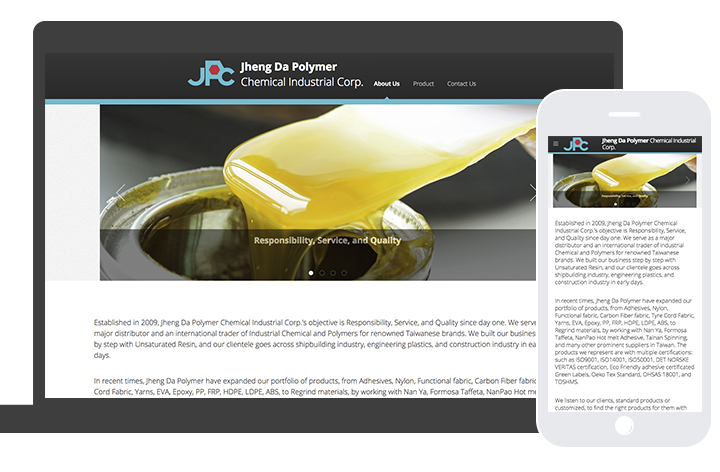 JPC
Jheng Da Polymer
Chemical Industrial Corp.
About Us
Product
Contact Us
Responsibility, Service, and Quality
Established in 2009, Jheng Da Polymer Chemical Industrial Corp.'s objective is Responsibility, Service, and Quality since day one. We serve
major distributor and an international trader of Industrial Chemical and Polymers for renowned Taiwanese brands. We built our business
by step with Unsaturated Resin, and our clientele goes across shipbuilding industry, engineering plastics, and construction industry in ea
days.
In recent times, Jheng Da Polymer have expanded our portfolio of products, from Adhesives, Nylon, Functional fabric, Carbon Fiber fabric
Cord Fabric, Yarns, EVA, Epoxy, PP, FRP, HDPE, LDPE, ABS, to Regrind materials, by working with Nan Ya, Formosa Taffeta, NanPao Hot m
JPC
Jheng Da Polymer Chemical Industrial
Corp.
Responsibility, Service, and Quality
Established in 2009, Jheng Da Polymer Chemical
Industrial Corp.'s objective is Responsibility, Service,
and Quality since day one. We serve as a major
distributor and an international trader of Industrial
Chemical and Polymers for renowned Taiwanese
brands. We built our business step by step with
Unsaturated Resin, and our clientele goes across
shipbuilding industry, engineering plastics, and
construction industry in early days.
In recent times, Jheng Da Polymer have expanded our
portfolio of products, from Adhesives, Nylon,
Functional fabric, Carbon Fiber fabric, Tyre Cord Fabric,
Yarns, EVA, Epoxy, PP, FRP, HDPE, LDPE, ABS, to
Regrind materials, by working with Nan Ya, Formosa
Taffeta, NanPao Hot melt Adhesive, Tainan Spinning,
and many other prominent suppliers in Taiwan. The
products we represent are with multiple certifications:
such as ISO9001, ISO14001, ISO50001, DET NORSKE
VERITAS certification, Eco Friendly adhesive certificated
Green Labels, Oeko Tex Standard, OHSAS 18001, and
TOSHMS.
We listen to our clients, standard products or
customized, to find the right products for them with